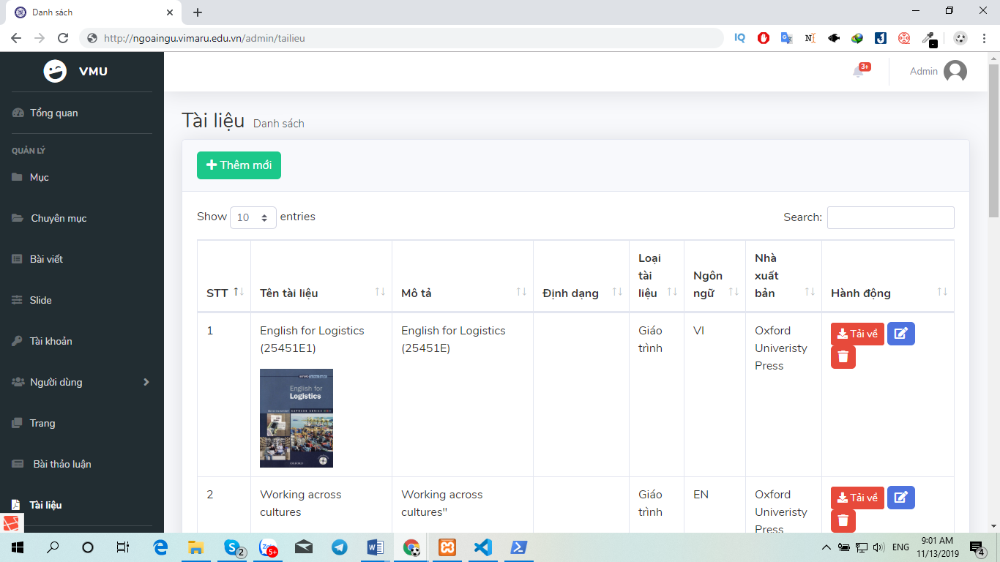 Danh sách
http://ngoaingu.vimaru.edu.vn/admin/tailieu
VMU
3+
Admin
Tổng quan
QUẢN LÝ
Mục
Chuyên mục
Bài viết
Slide
Tài khoản
Người dùng
Trang
Bài thảo luận
Tài liệu
Tài liệu Danh sách
Thêm mới
Show 10 entries
Search:
STT
Tên tài liệu
Mô tả
Định dạng
Loại
tài
liệu
Ngôn
ngữ
Nhà
xuất
bản
Hành động
1
English for Logistics
(25451E1)
English for
Logistics
English for Logistics
(25451E)
Giáo
trình
VI
Oxford
Univeristy
Press
Tải về
2
Working across
cultures
Working across
cultures"
Giáo
trình
EN
Oxford
Univeristy
Press
Tải về
2
5+
ENG
9:01 AM
11/13/2019
4